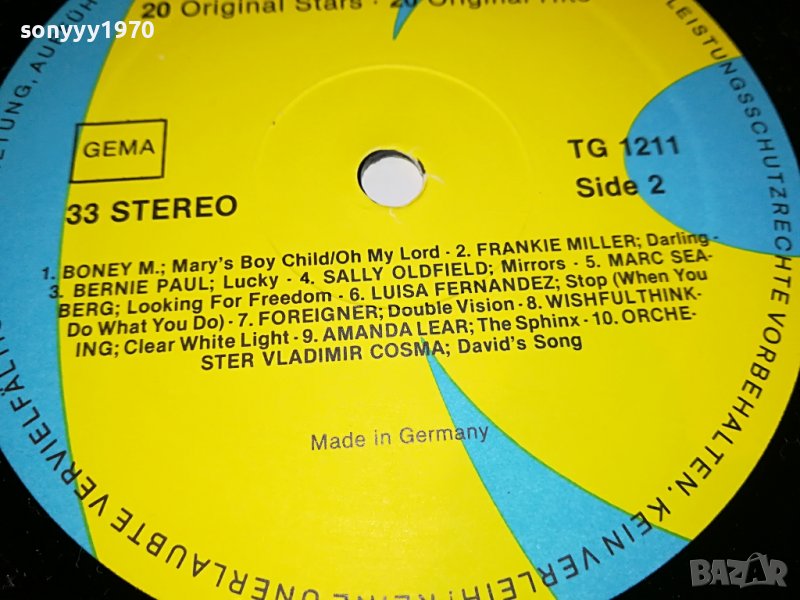 sonyyy1970
20 Original Stars · 20 Original Hits
GEMA
TG 1211
33 STEREO
Side 2
1. BONEY M.; Mary's Boy Child/Oh My Lord · 2. FRANKIE MILLER; Darling ·
3. BERNIE PAUL; Lucky · 4. SALLY OLDFIELD; Mirrors · 5. MARC SEA-
BERG; Looking For Freedom · 6. LUISA FERNANDEZ; Stop (When You
Do What You Do) · 7. FOREIGNER; Double Vision · 8. WISHFULTHINK-
ING; Clear White Light · 9. AMANDA LEAR; The Sphinx · 10. ORCHE-
STER VLADIMIR COSMA; David's Song
Made in Germany
LEISTUNGSSCHUTZRECHTE VORBEHALTEN. KEIN VERLEIH! KEINE UNERLAUBTE VERVIELFÄLTIG
BAZAR